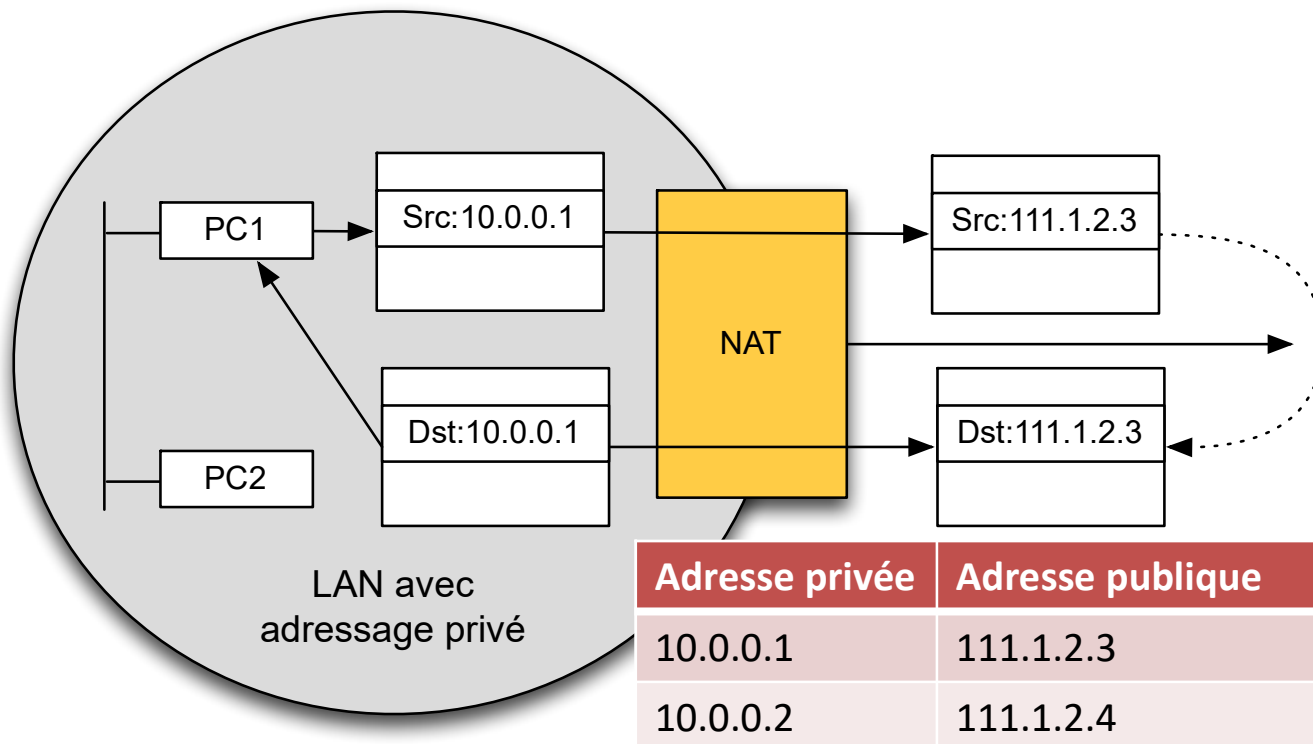 PC1
Src:10.0.0.1
Src:111.1.2.3
NAT
Dst:10.0.0.1
Dst:111.1.2.3
PC2
LAN avec
adressage privé
Adresse privée Adresse publique
10.0.0.1 111.1.2.3
10.0.0.2 111.1.2.4